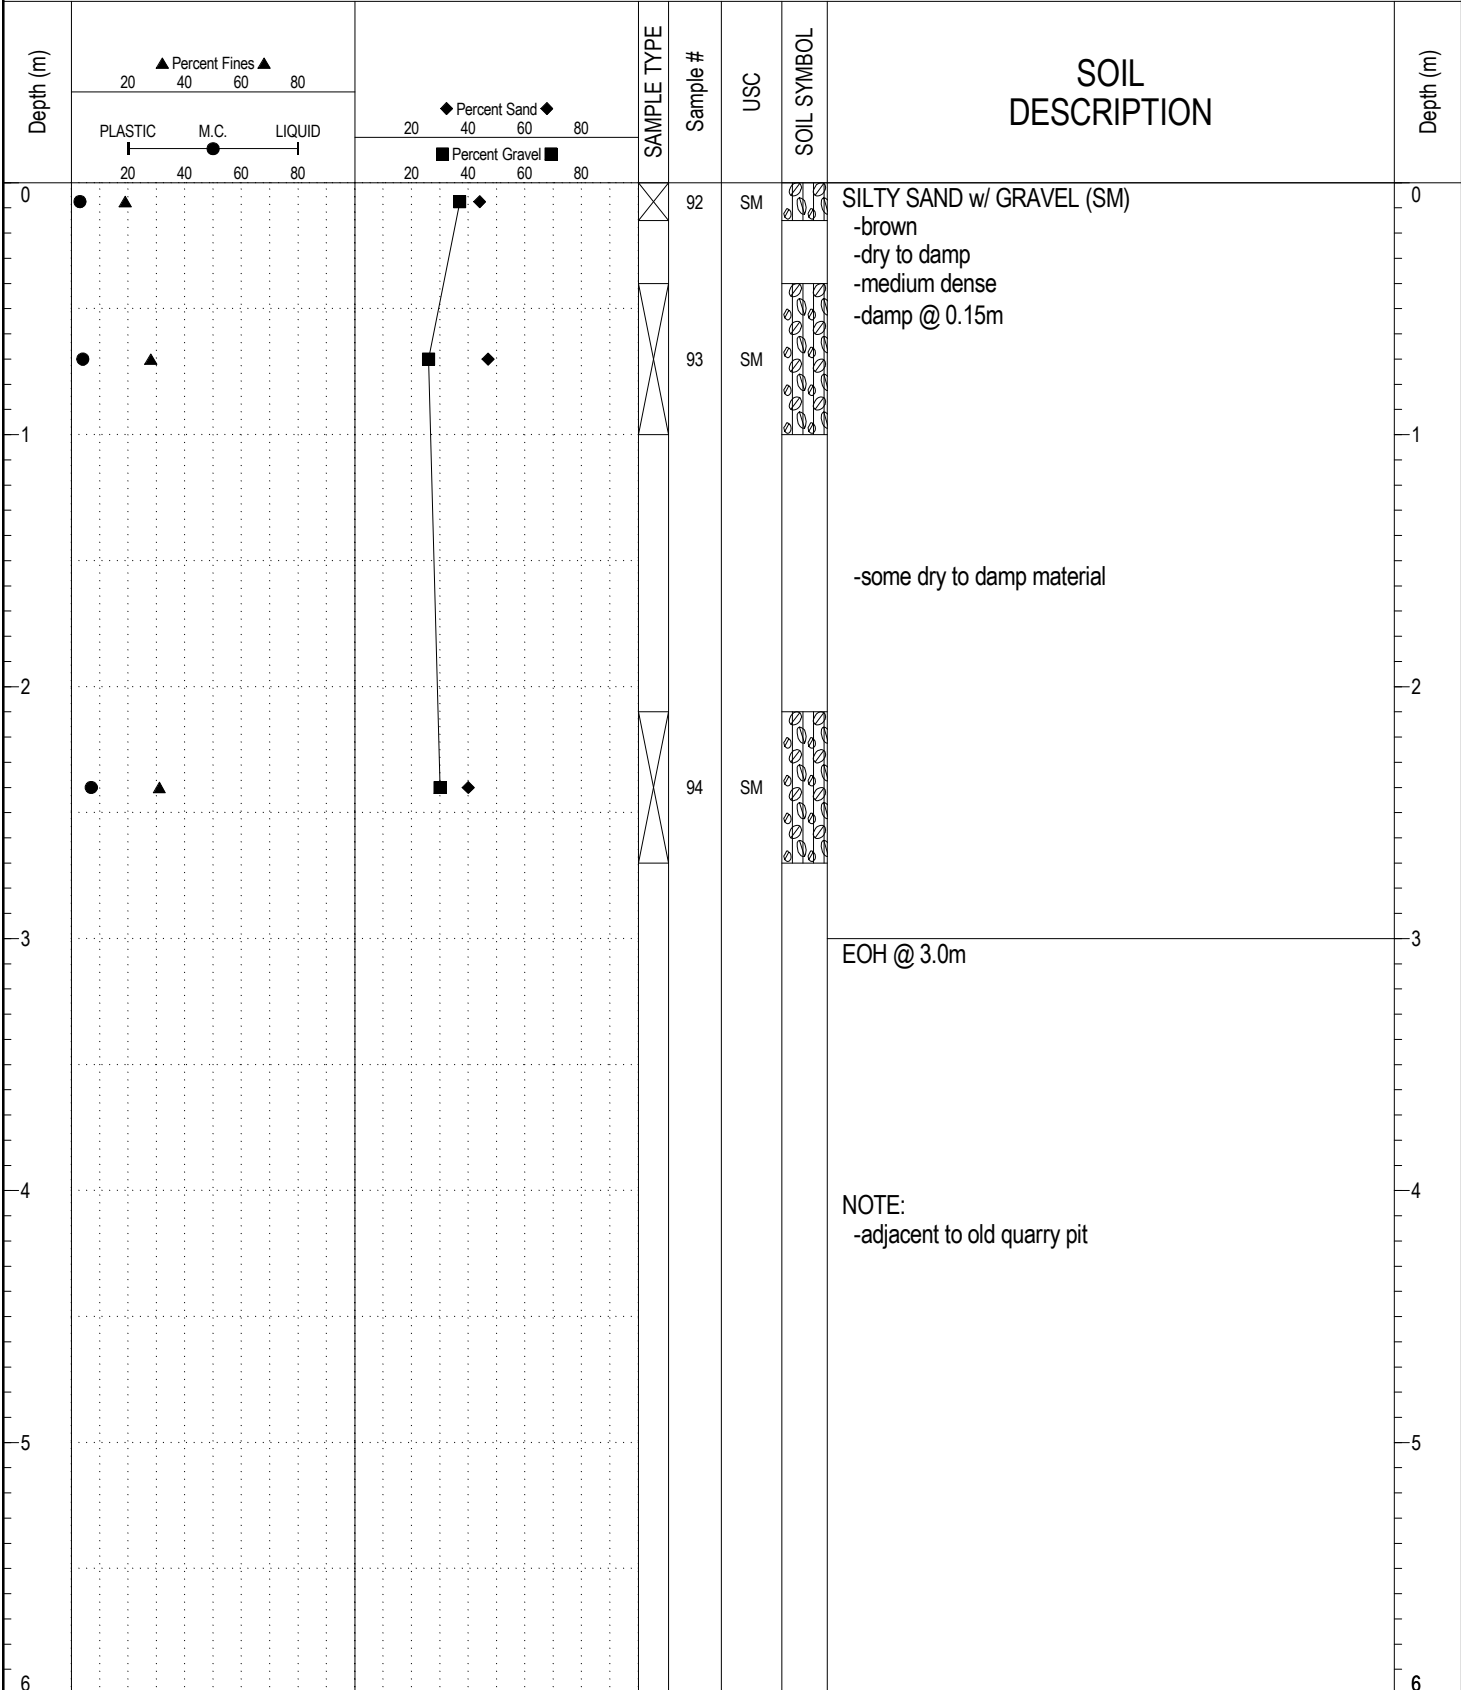 Depth (m)
▲ Percent Fines ▲
20 40 60 80
PLASTIC M.C. LIQUID
20 40 60 80
◆ Percent Sand ◆
20 40 60 80
■ Percent Gravel ■
20 40 60 80
SAMPLE TYPE
Sample #
USC
SOIL SYMBOL
SOIL
DESCRIPTION
Depth (m)
0 92 SM SILTY SAND w/ GRAVEL (SM) 0
-brown
-dry to damp
-medium dense
-damp @ 0.15m
93 SM
1 1
-some dry to damp material
2 2
94 SM
3 3
EOH @ 3.0m
4 4
NOTE:
-adjacent to old quarry pit
5 5
6 6